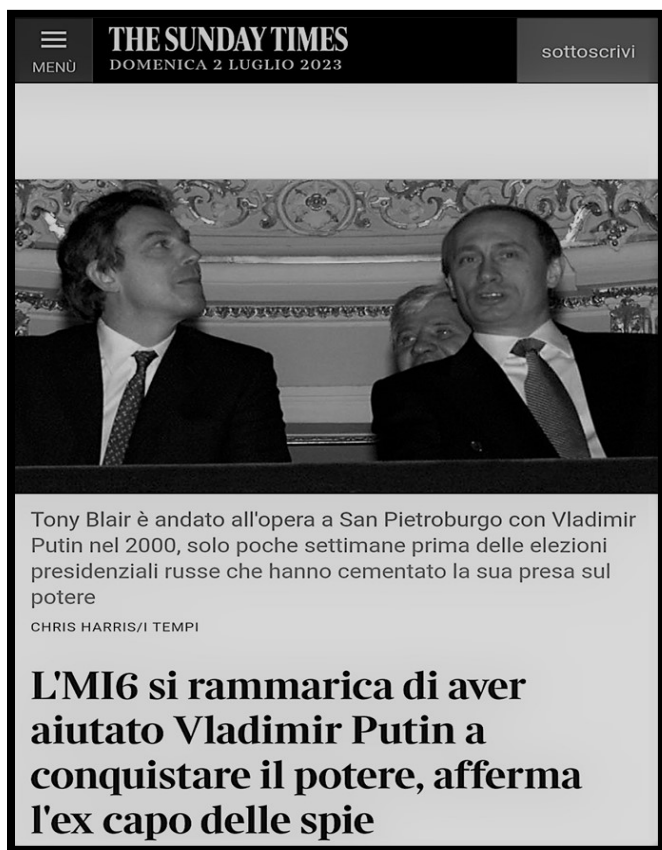 THE SUNDAY TIMES
MENÙ
DOMENICA 2 LUGLIO 2023
sottoscrivi
Tony Blair è andato all'opera a San Pietroburgo con Vladimir
Putin nel 2000, solo poche settimane prima delle elezioni
presidenziali russe che hanno cementato la sua presa sul
potere
CHRIS HARRIS/I TEMPI
L'MI6 si rammarica di aver
aiutato Vladimir Putin a
conquistare il potere, afferma
l'ex capo delle spie